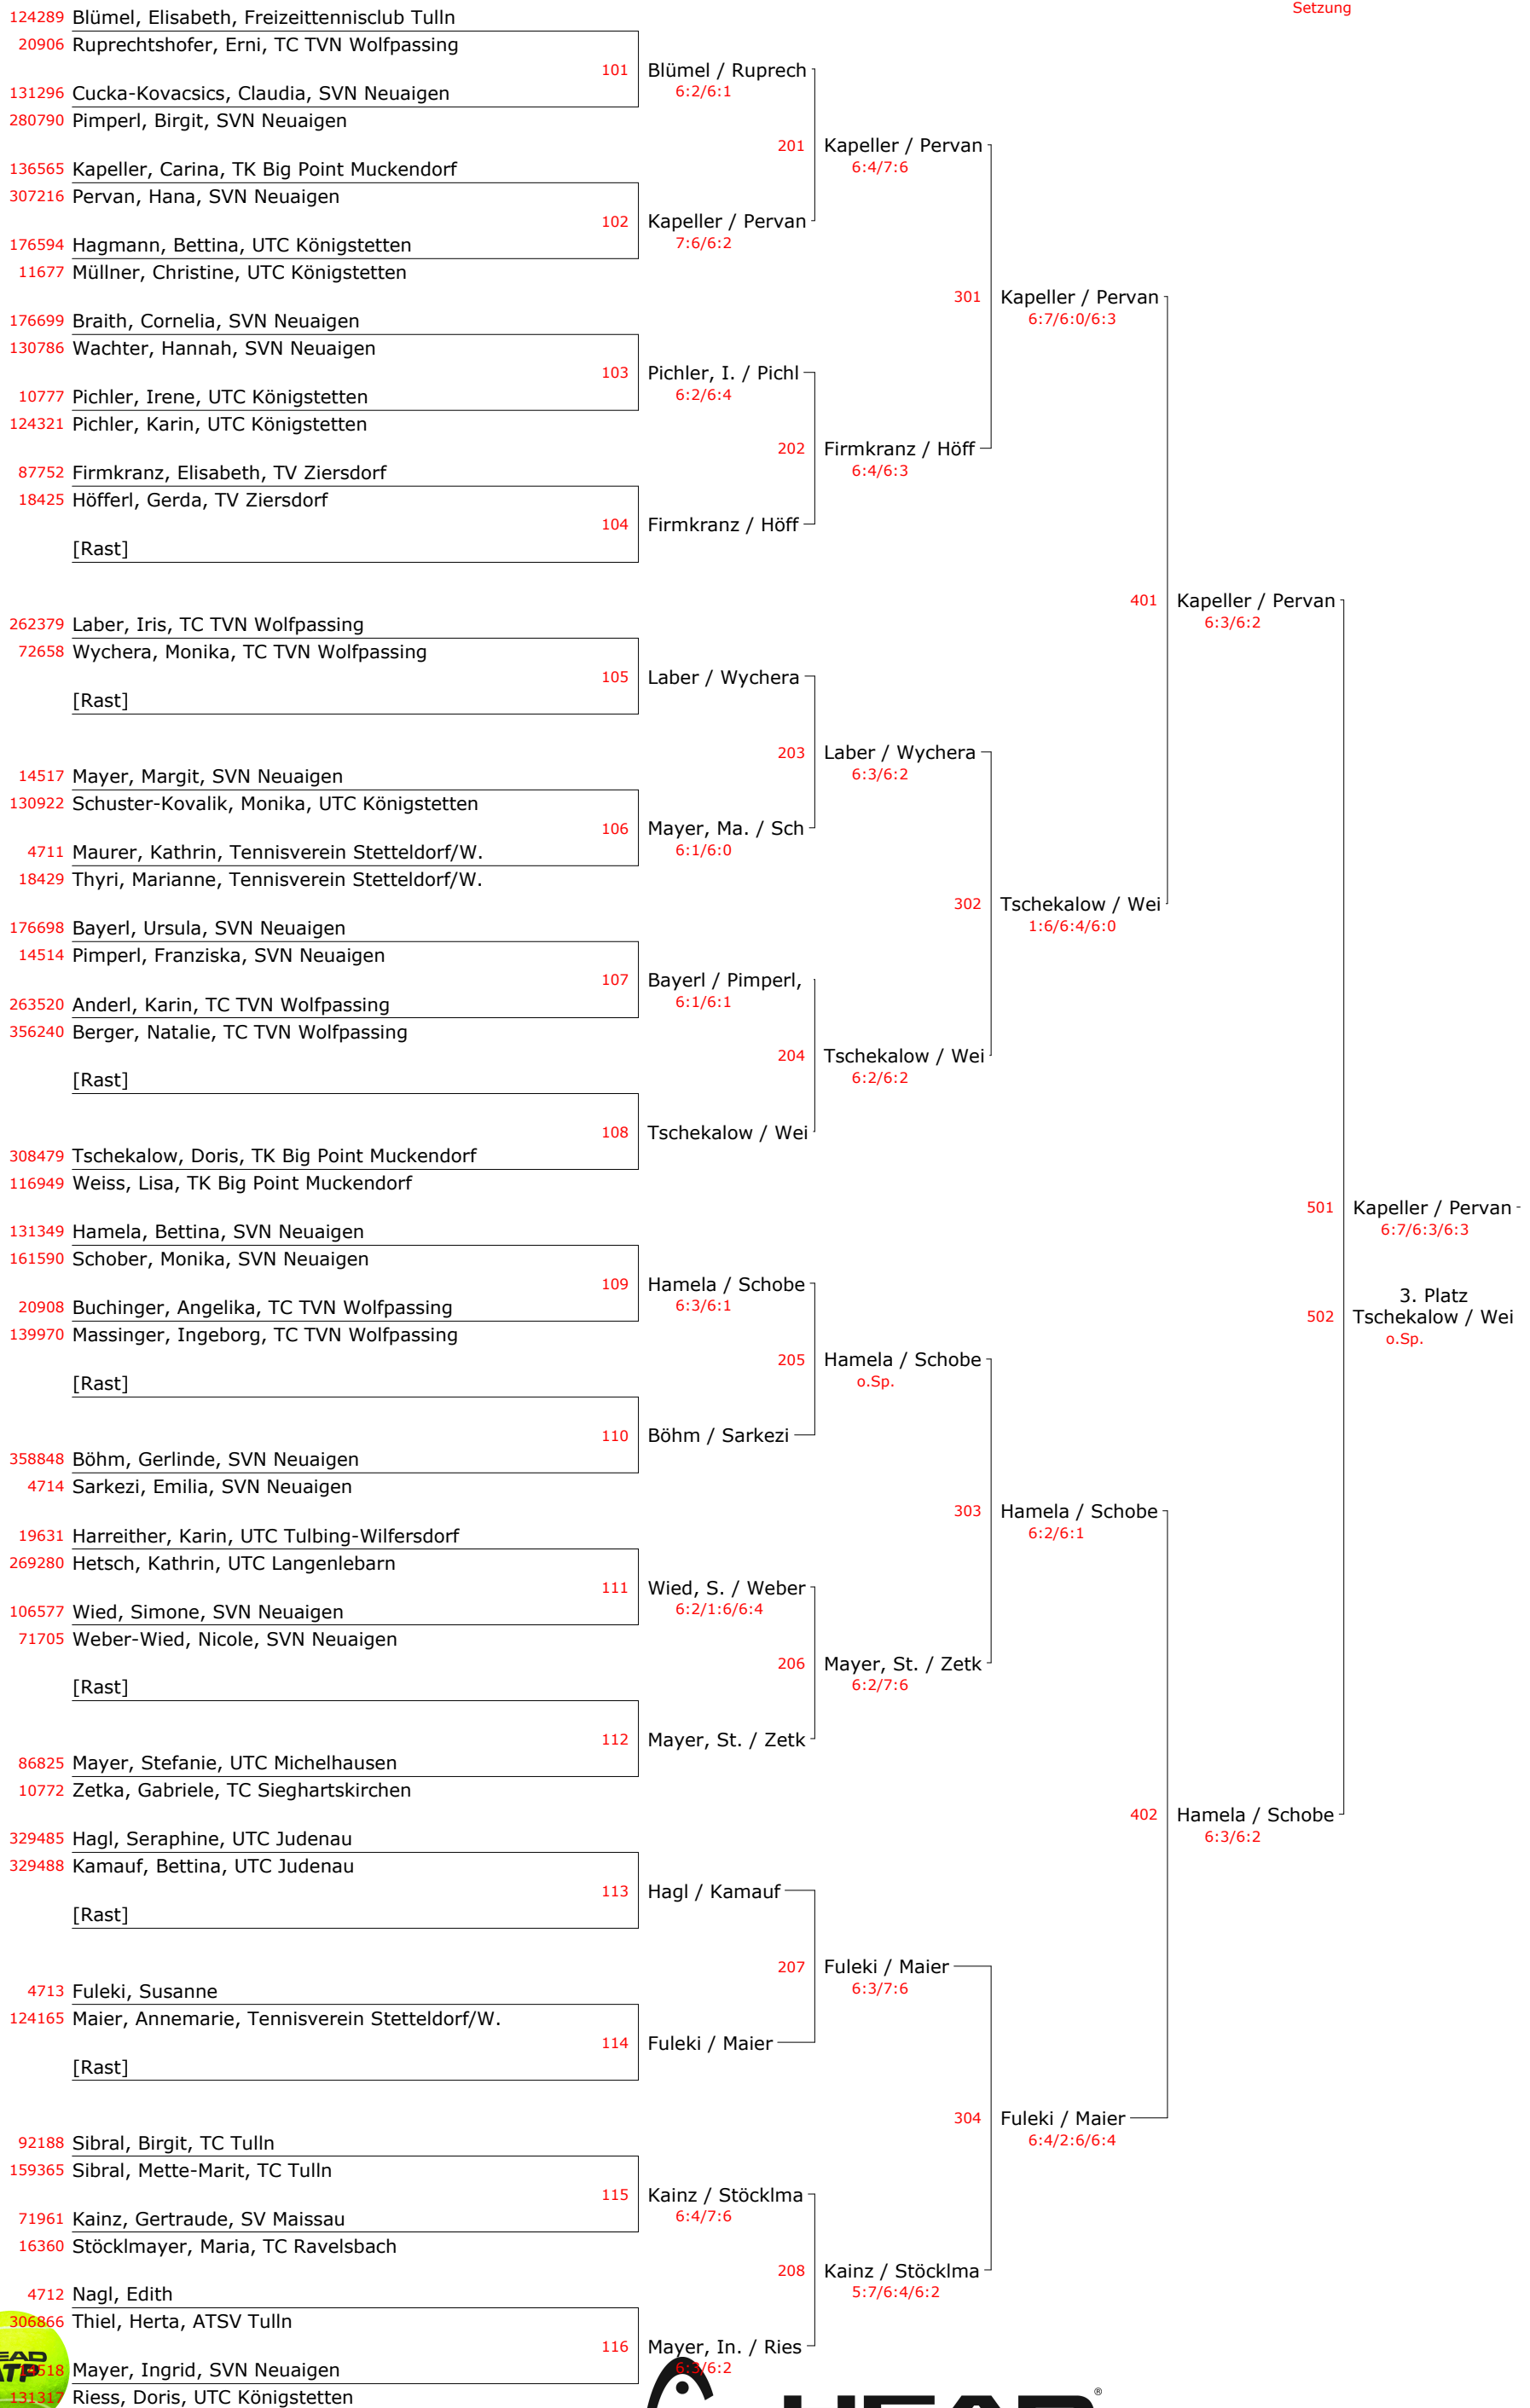 Setzung
124289 Blümel, Elisabeth, Freizeittennisclub Tulln
20906 Ruprechtshofer, Erni, TC TVN Wolfpassing
101 Blümel / Ruprech
6:2/6:1
131296 Cucka-Kovacsics, Claudia, SVN Neuaigen
280790 Pimperl, Birgit, SVN Neuaigen
201 Kapeller / Pervan
6:4/7:6
136565 Kapeller, Carina, TK Big Point Muckendorf
307216 Pervan, Hana, SVN Neuaigen
102 Kapeller / Pervan
7:6/6:2
176594 Hagmann, Bettina, UTC Königstetten
11677 Müllner, Christine, UTC Königstetten
301 Kapeller / Pervan
6:7/6:0/6:3
176699 Braith, Cornelia, SVN Neuaigen
130786 Wachter, Hannah, SVN Neuaigen
103 Pichler, I. / Pichl
6:2/6:4
10777 Pichler, Irene, UTC Königstetten
124321 Pichler, Karin, UTC Königstetten
202 Firmkranz / Höff
6:4/6:3
87752 Firmkranz, Elisabeth, TV Ziersdorf
18425 Höfferl, Gerda, TV Ziersdorf
104 Firmkranz / Höff
[Rast]
401 Kapeller / Pervan
6:3/6:2
262379 Laber, Iris, TC TVN Wolfpassing
72658 Wychera, Monika, TC TVN Wolfpassing
105 Laber / Wychera
[Rast]
203 Laber / Wychera
6:3/6:2
14517 Mayer, Margit, SVN Neuaigen
130922 Schuster-Kovalik, Monika, UTC Königstetten
106 Mayer, Ma. / Sch
6:1/6:0
4711 Maurer, Kathrin, Tennisverein Stetteldorf/W.
18429 Thyri, Marianne, Tennisverein Stetteldorf/W.
302 Tschekalow / Wei
1:6/6:4/6:0
176698 Bayerl, Ursula, SVN Neuaigen
14514 Pimperl, Franziska, SVN Neuaigen
107 Bayerl / Pimperl,
6:1/6:1
263520 Anderl, Karin, TC TVN Wolfpassing
356240 Berger, Natalie, TC TVN Wolfpassing
204 Tschekalow / Wei
6:2/6:2
[Rast]
108 Tschekalow / Wei
308479 Tschekalow, Doris, TK Big Point Muckendorf
116949 Weiss, Lisa, TK Big Point Muckendorf
501 Kapeller / Pervan
6:7/6:3/6:3
131349 Hamela, Bettina, SVN Neuaigen
161590 Schober, Monika, SVN Neuaigen
109 Hamela / Schobe
6:3/6:1
3. Platz
502 Tschekalow / Wei
o.Sp.
20908 Buchinger, Angelika, TC TVN Wolfpassing
139970 Massinger, Ingeborg, TC TVN Wolfpassing
205 Hamela / Schobe
o.Sp.
[Rast]
110 Böhm / Sarkezi
358848 Böhm, Gerlinde, SVN Neuaigen
4714 Sarkezi, Emilia, SVN Neuaigen
303 Hamela / Schobe
6:2/6:1
19631 Harreither, Karin, UTC Tulbing-Wilfersdorf
269280 Hetsch, Kathrin, UTC Langenlebarn
111 Wied, S. / Weber
6:2/1:6/6:4
106577 Wied, Simone, SVN Neuaigen
71705 Weber-Wied, Nicole, SVN Neuaigen
206 Mayer, St. / Zetk
6:2/7:6
[Rast]
112 Mayer, St. / Zetk
86825 Mayer, Stefanie, UTC Michelhausen
10772 Zetka, Gabriele, TC Sieghartskirchen
402 Hamela / Schobe
6:3/6:2
329485 Hagl, Seraphine, UTC Judenau
329488 Kamauf, Bettina, UTC Judenau
113 Hagl / Kamauf
[Rast]
207 Fuleki / Maier
6:3/7:6
4713 Fuleki, Susanne
124165 Maier, Annemarie, Tennisverein Stetteldorf/W.
114 Fuleki / Maier
[Rast]
304 Fuleki / Maier
6:4/2:6/6:4
92188 Sibral, Birgit, TC Tulln
159365 Sibral, Mette-Marit, TC Tulln
115 Kainz / Stöcklma
6:4/7:6
71961 Kainz, Gertraude, SV Maissau
16360 Stöcklmayer, Maria, TC Ravelsbach
208 Kainz / Stöcklma
5:7/6:4/6:2
4712 Nagl, Edith
306866 Thiel, Herta, ATSV Tulln
116 Mayer, In. / Ries
6:3/6:2
Mayer, Ingrid, SVN Neuaigen
131317 Riess, Doris, UTC Königstetten
HEAD ®